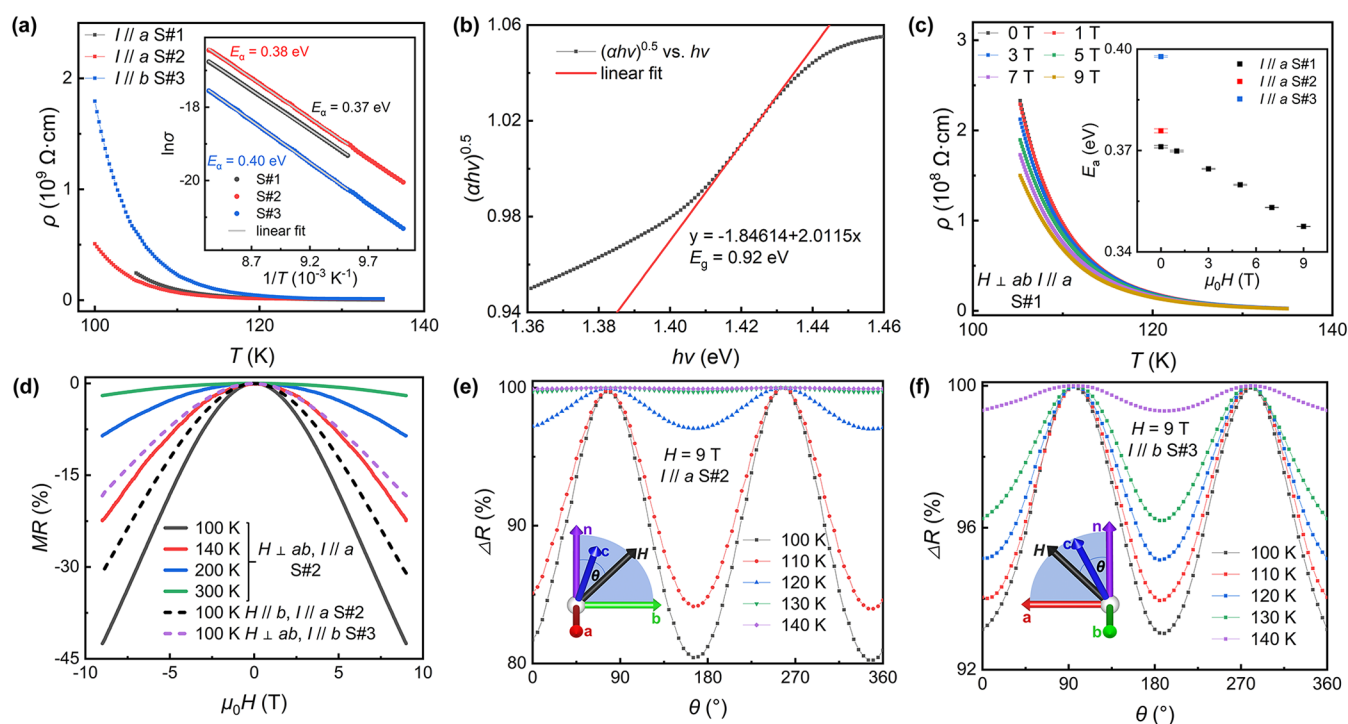 (a)
I // a S#1
I // a S#2
I // b S#3
ρ (10⁹ Ω·cm)
2
1
0
100
120
140
T (K)
Eα = 0.38 eV
Eα = 0.37 eV
Eα = 0.40 eV
S#1
S#2
S#3
linear fit
lnσ
-18
-20
8.7
9.2
9.7
1/T (10⁻³ K⁻¹)
(b)
(αhν)⁰·⁵ vs. hν
linear fit
(αhν)⁰·⁵
1.06
1.03
1.00
0.98
0.94
y = -1.84614+2.0115x
Eg = 0.92 eV
1.36
1.38
1.40
1.42
1.44
1.46
hν (eV)
(c)
0 T
1 T
3 T
5 T
7 T
9 T
ρ (10⁸ Ω·cm)
3
2
1
0
H ⊥ ab I // a
S#1
100
120
140
T (K)
I // a S#1
I // a S#2
I // a S#3
Ea (eV)
0.40
0.37
0.34
0
3
6
9
μ₀H (T)
(d)
MR (%)
0
-15
-30
-45
100 K
140 K
200 K
300 K
H ⊥ ab, I // a
S#2
100 K H // b, I // a S#2
100 K H ⊥ ab, I // b S#3
-10
-5
0
5
10
μ₀H (T)
(e)
ΔR (%)
100
90
80
H = 9 T
I // a S#2
n
c
H
θ
b
a
100 K
110 K
120 K
130 K
140 K
0
90
180
270
360
θ (°)
(f)
ΔR (%)
100
96
92
H = 9 T
I // b S#3
n
c
H
θ
a
b
100 K
110 K
120 K
130 K
140 K
0
90
180
270
360
θ (°)